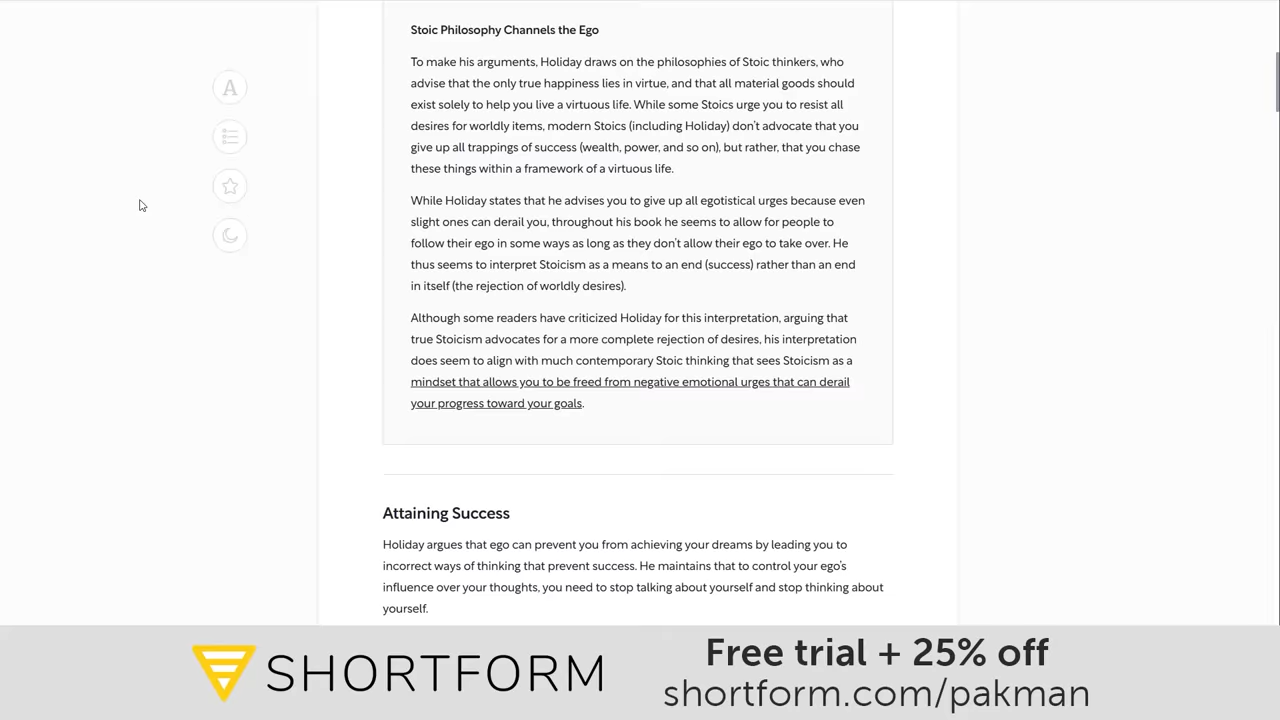 Stoic Philosophy Channels the Ego
To make his arguments, Holiday draws on the philosophies of Stoic thinkers, who
advise that the only true happiness lies in virtue, and that all material goods should
exist solely to help you live a virtuous life. While some Stoics urge you to resist all
desires for worldly items, modern Stoics (including Holiday) don't advocate that you
give up all trappings of success (wealth, power, and so on), but rather, that you chase
these things within a framework of a virtuous life.
While Holiday states that he advises you to give up all egotistical urges because even
slight ones can derail you, throughout his book he seems to allow for people to
follow their ego in some ways as long as they don't allow their ego to take over. He
thus seems to interpret Stoicism as a means to an end (success) rather than an end
in itself (the rejection of worldly desires).
Although some readers have criticized Holiday for this interpretation, arguing that
true Stoicism advocates for a more complete rejection of desires, his interpretation
does seem to align with much contemporary Stoic thinking that sees Stoicism as a
mindset that allows you to be freed from negative emotional urges that can derail
your progress toward your goals.
Attaining Success
Holiday argues that ego can prevent you from achieving your dreams by leading you to
incorrect ways of thinking that prevent success. He maintains that to control your ego's
influence over your thoughts, you need to stop talking about yourself and stop thinking about
yourself.
A
SHORTFORM
Free trial + 25% off
shortform.com/pakman